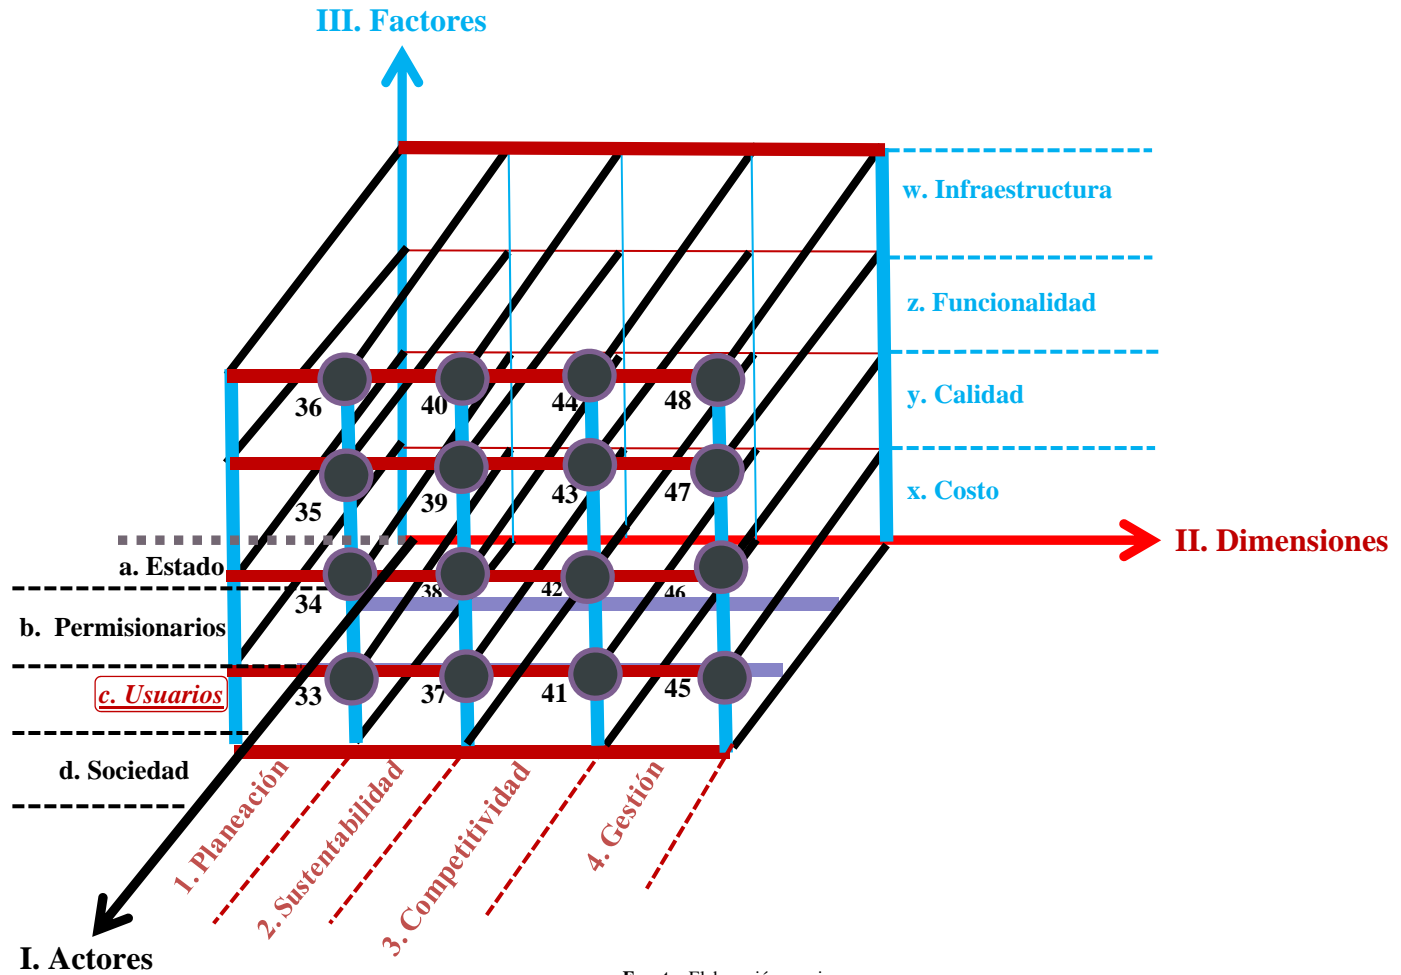 III. Factores
w. Infraestructura
z. Funcionalidad
36
40
44
48
y. Calidad
35
39
43
47
x. Costo
II. Dimensiones
a. Estado
34
38
42
46
b. Permisionarios
c. Usuarios
33
37
41
45
d. Sociedad
1. Planeación
2. Sustentabilidad
3. Competitividad
4. Gestión
I. Actores